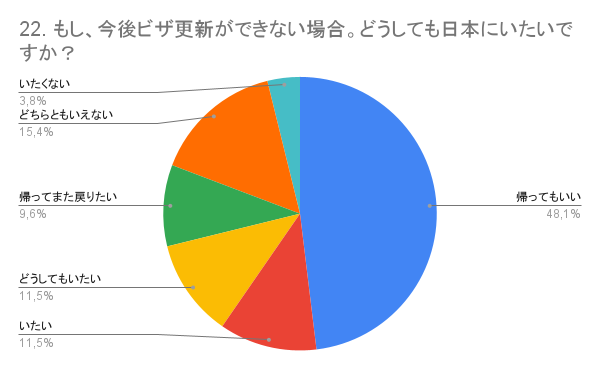 22. もし、今後ビザ更新ができない場合。どうしても日本にいたいで
すか？
いたくない
3,8%
どちらともいえない
15,4%
帰ってまた戻りたい
9,6%
どうしてもいたい
11,5%
いたい
11,5%
帰ってもいい
48,1%